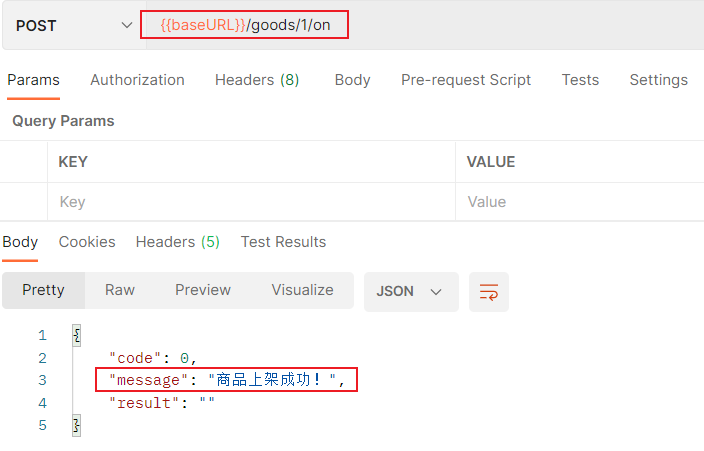 POST {{baseURL}}/goods/1/on
Params Authorization Headers (8) Body Pre-request Script Tests Settings
Query Params
KEY VALUE
Key Value
Body Cookies Headers (5) Test Results
Pretty Raw Preview Visualize JSON
1 {
2 "code": 0,
3 "message": "商品上架成功！",
4 "result": ""
5 }